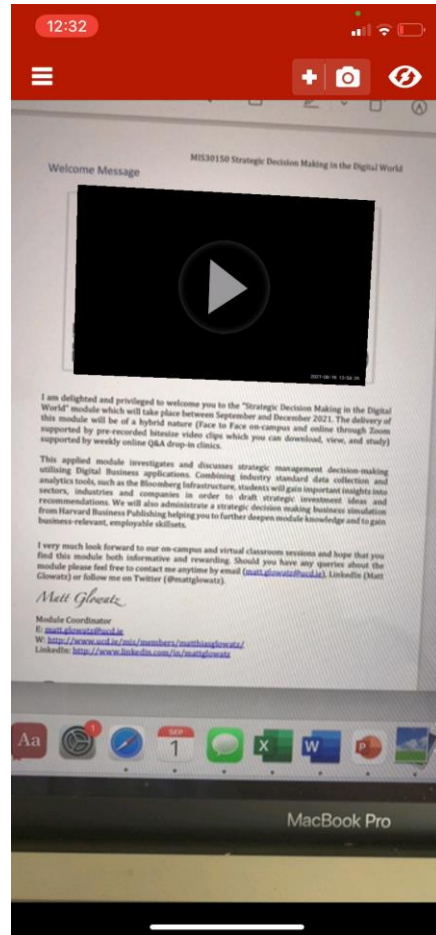 12:32
MIS30150 Strategic Decision Making in the Digital World
Welcome Message
2021-08-16 13:58:36
I am delighted and privileged to welcome you to the "Strategic Decision Making in the Digital
World" module which will take place between September and December 2021. The delivery of
this module will be of a hybrid nature (Face to Face on-campus and online through Zoom
supported by pre-recorded bitesize video clips which you can download, view, and study)
supported by weekly online Q&A drop-in clinics.
This applied module investigates and discusses strategic management decision-making
utilising Digital Business applications. Combining industry standard data collection and
analytics tools, such as the Bloomberg Infrastructure, students will gain important insights into
sectors, industries and companies in order to draft strategic investment ideas and
recommendations. We will also administrate a strategic decision making business simulation
from Harvard Business Publishing helping you to further deepen module knowledge and to gain
business-relevant, employable skillsets.
I very much look forward to our on-campus and virtual classroom sessions and hope that you
find this module both informative and rewarding. Should you have any queries about the
module please feel free to contact me anytime by email (matt.glowatz@ucd.ie), LinkedIn (Matt
Glowatz) or follow me on Twitter (@mattglowatz).
Matt Glowatz
Module Coordinator
E: matt.glowatz@ucd.ie
W: http://www.ucd.ie/mis/members/matthiasglowatz/
LinkedIn: http://www.linkedin.com/in/mattglowatz
Aa
1
SEP
1
X
W
P
MacBook Pro